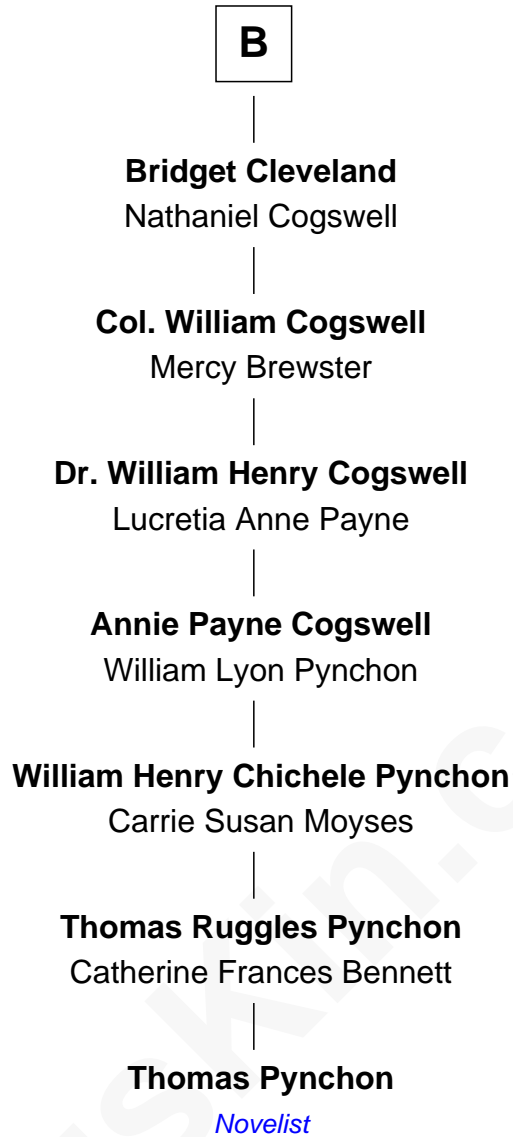 B
Bridget Cleveland
Nathaniel Cogswell
Col. William Cogswell
Mercy Brewster
Dr. William Henry Cogswell
Lucretia Anne Payne
Annie Payne Cogswell
William Lyon Pynchon
William Henry Chichele Pynchon
Carrie Susan Moyses
Thomas Ruggles Pynchon
Catherine Frances Bennett
Thomas Pynchon
Novelist